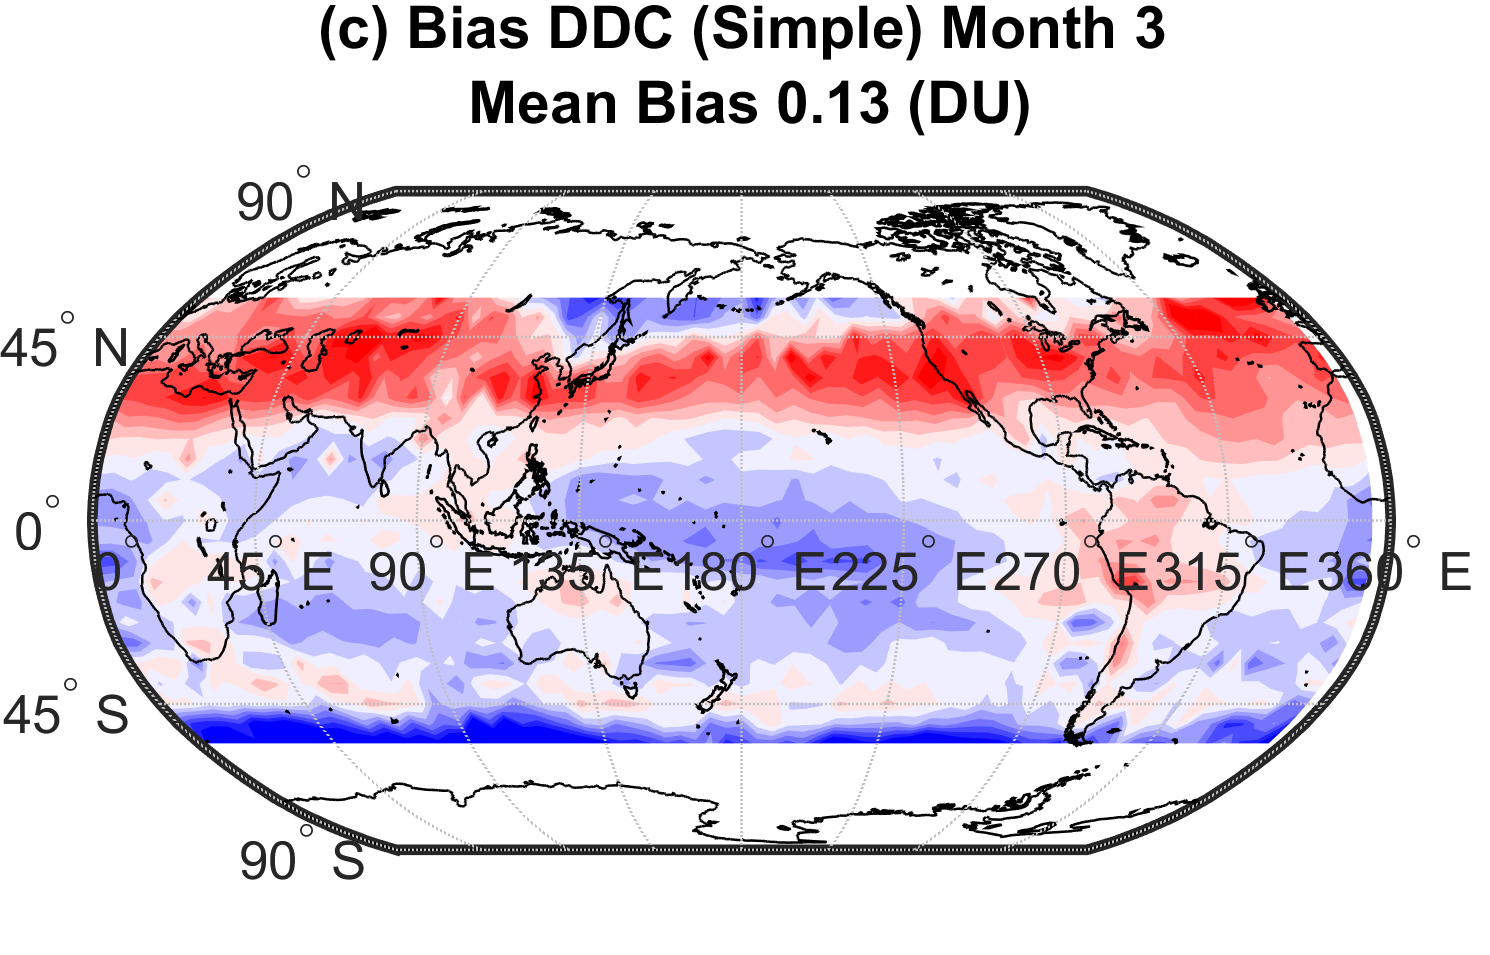 (c) Bias DDC (Simple) Month 3
Mean Bias 0.13 (DU)
90° N
45° N
0°
0° 45° E 90° E 135° E 180° E 225° E 270° E 315° E 360° E
45° S
90° S